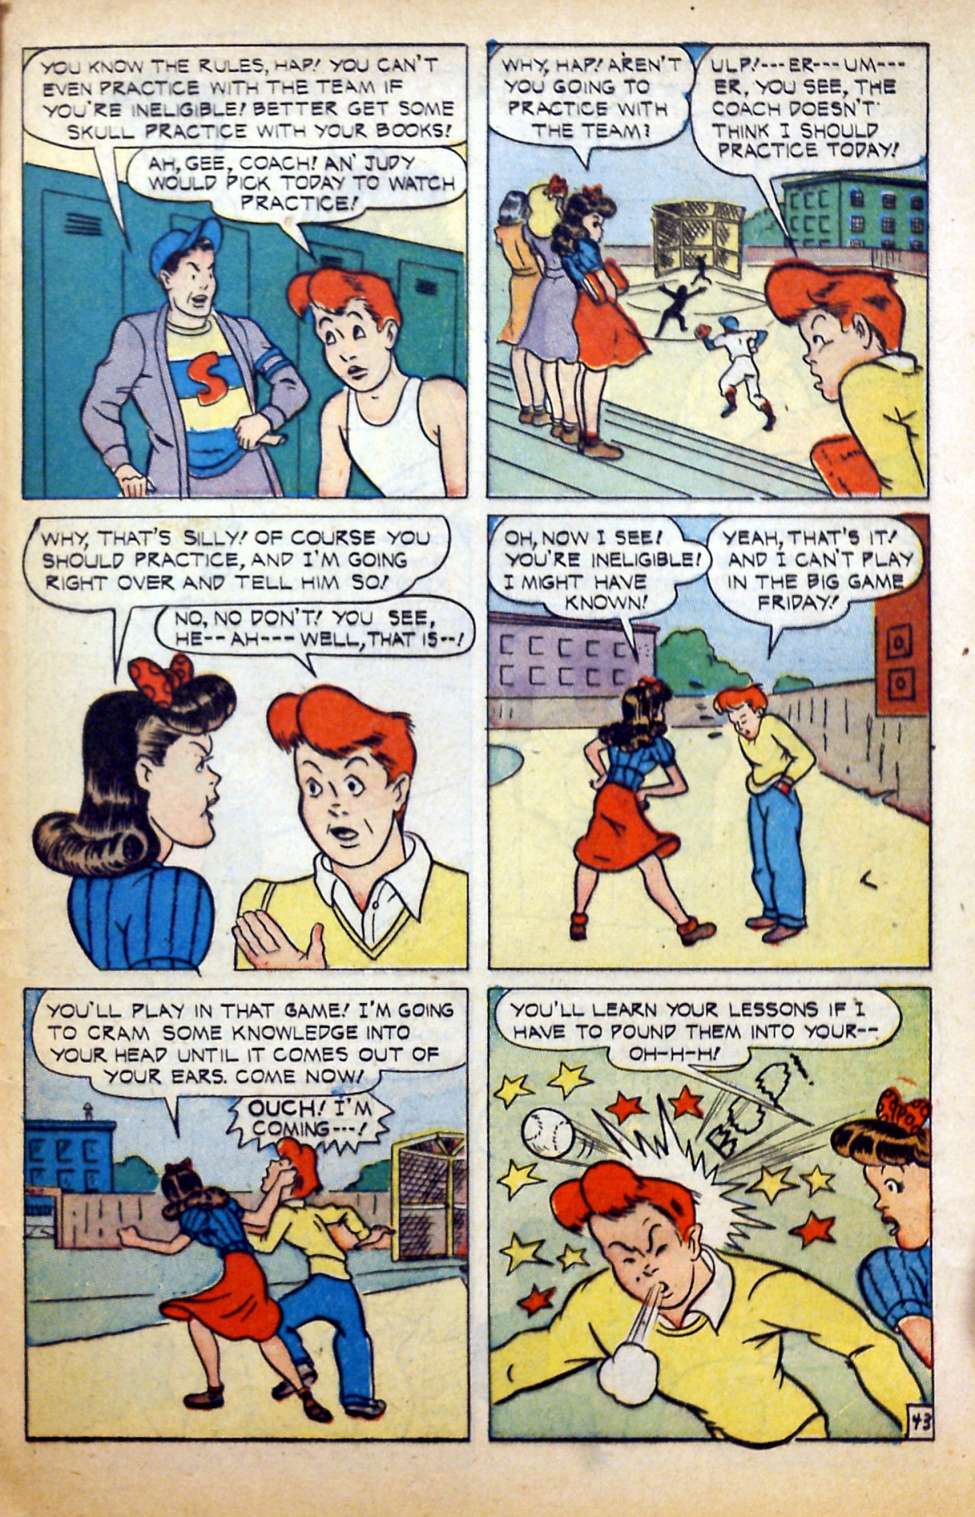 YOU KNOW THE RULES, HAP! YOU CAN'T
EVEN PRACTICE WITH THE TEAM IF
YOU'RE INELIGIBLE! BETTER GET SOME
SKULL PRACTICE WITH YOUR BOOKS!
AH, GEE, COACH! AN' JUDY
WOULD PICK TODAY TO WATCH
PRACTICE!
S
WHY, HAP! AREN'T
YOU GOING TO
PRACTICE WITH
THE TEAM?
ULP!---ER---UM---
ER, YOU SEE, THE
COACH DOESN'T
THINK I SHOULD
PRACTICE TODAY!
WHY, THAT'S SILLY! OF COURSE YOU
SHOULD PRACTICE, AND I'M GOING
RIGHT OVER AND TELL HIM SO!
NO, NO DON'T! YOU SEE,
HE--AH---WELL, THAT IS--!
OH, NOW I SEE!
YOU'RE INELIGIBLE!
I MIGHT HAVE
KNOWN!
YEAH, THAT'S IT!
AND I CAN'T PLAY
IN THE BIG GAME
FRIDAY!
YOU'LL PLAY IN THAT GAME! I'M GOING
TO CRAM SOME KNOWLEDGE INTO
YOUR HEAD UNTIL IT COMES OUT OF
YOUR EARS. COME NOW!
OUCH! I'M
COMING---!
YOU'LL LEARN YOUR LESSONS IF I
HAVE TO POUND THEM INTO YOUR--
OH-H-H!
BOP!
43